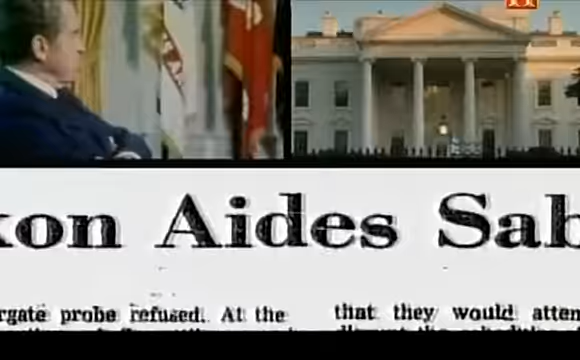 H
xon Aides Sab
rgate probe refused. At the
that they would atten